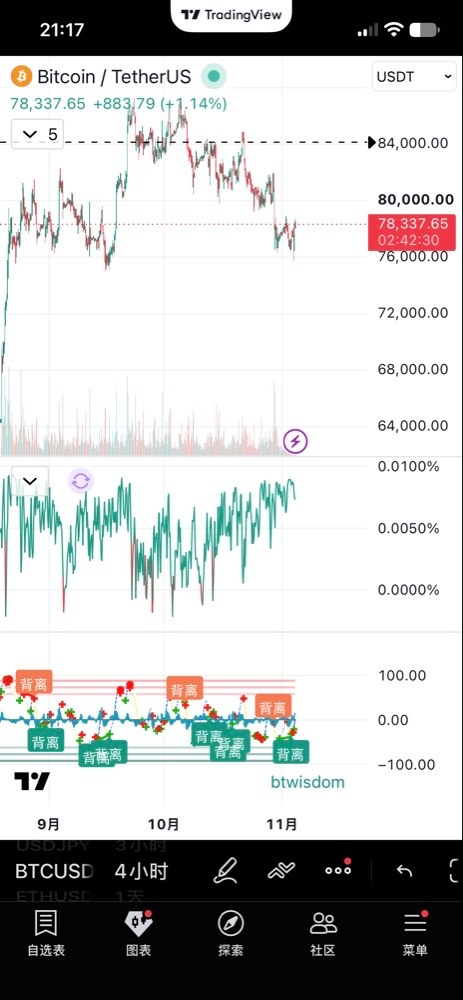 21:17
TradingView
Bitcoin / TetherUS
USDT
78,337.65 +883.79 (+1.14%)
5
84,000.00
80,000.00
78,337.65
02:42:30
76,000.00
72,000.00
68,000.00
64,000.00
0.0100%
0.0050%
0.0000%
100.00
0.00
−100.00
背离
背离
背离
背离
背离
背离
背离
背离
背离
背离
btwisdom
9月
10月
11月
USDJPY 3小时
BTCUSD 4小时
ETHUSD 1天
自选表
图表
探索
社区
菜单